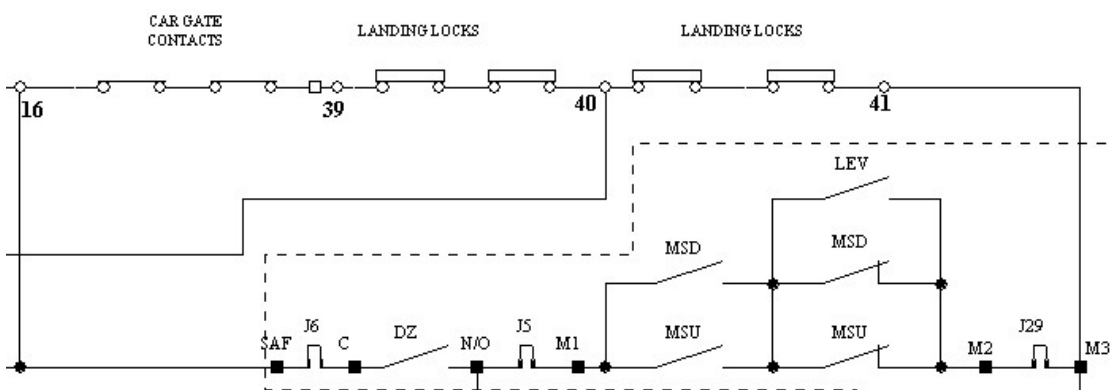 CAR GATE
CONTACTS
LANDING LOCKS
LANDING LOCKS
16
39
40
41
LEV
MSD
MSD
SAF
J6
C
DZ
N/O
J5
M1
MSU
MSU
M2
J29
M3